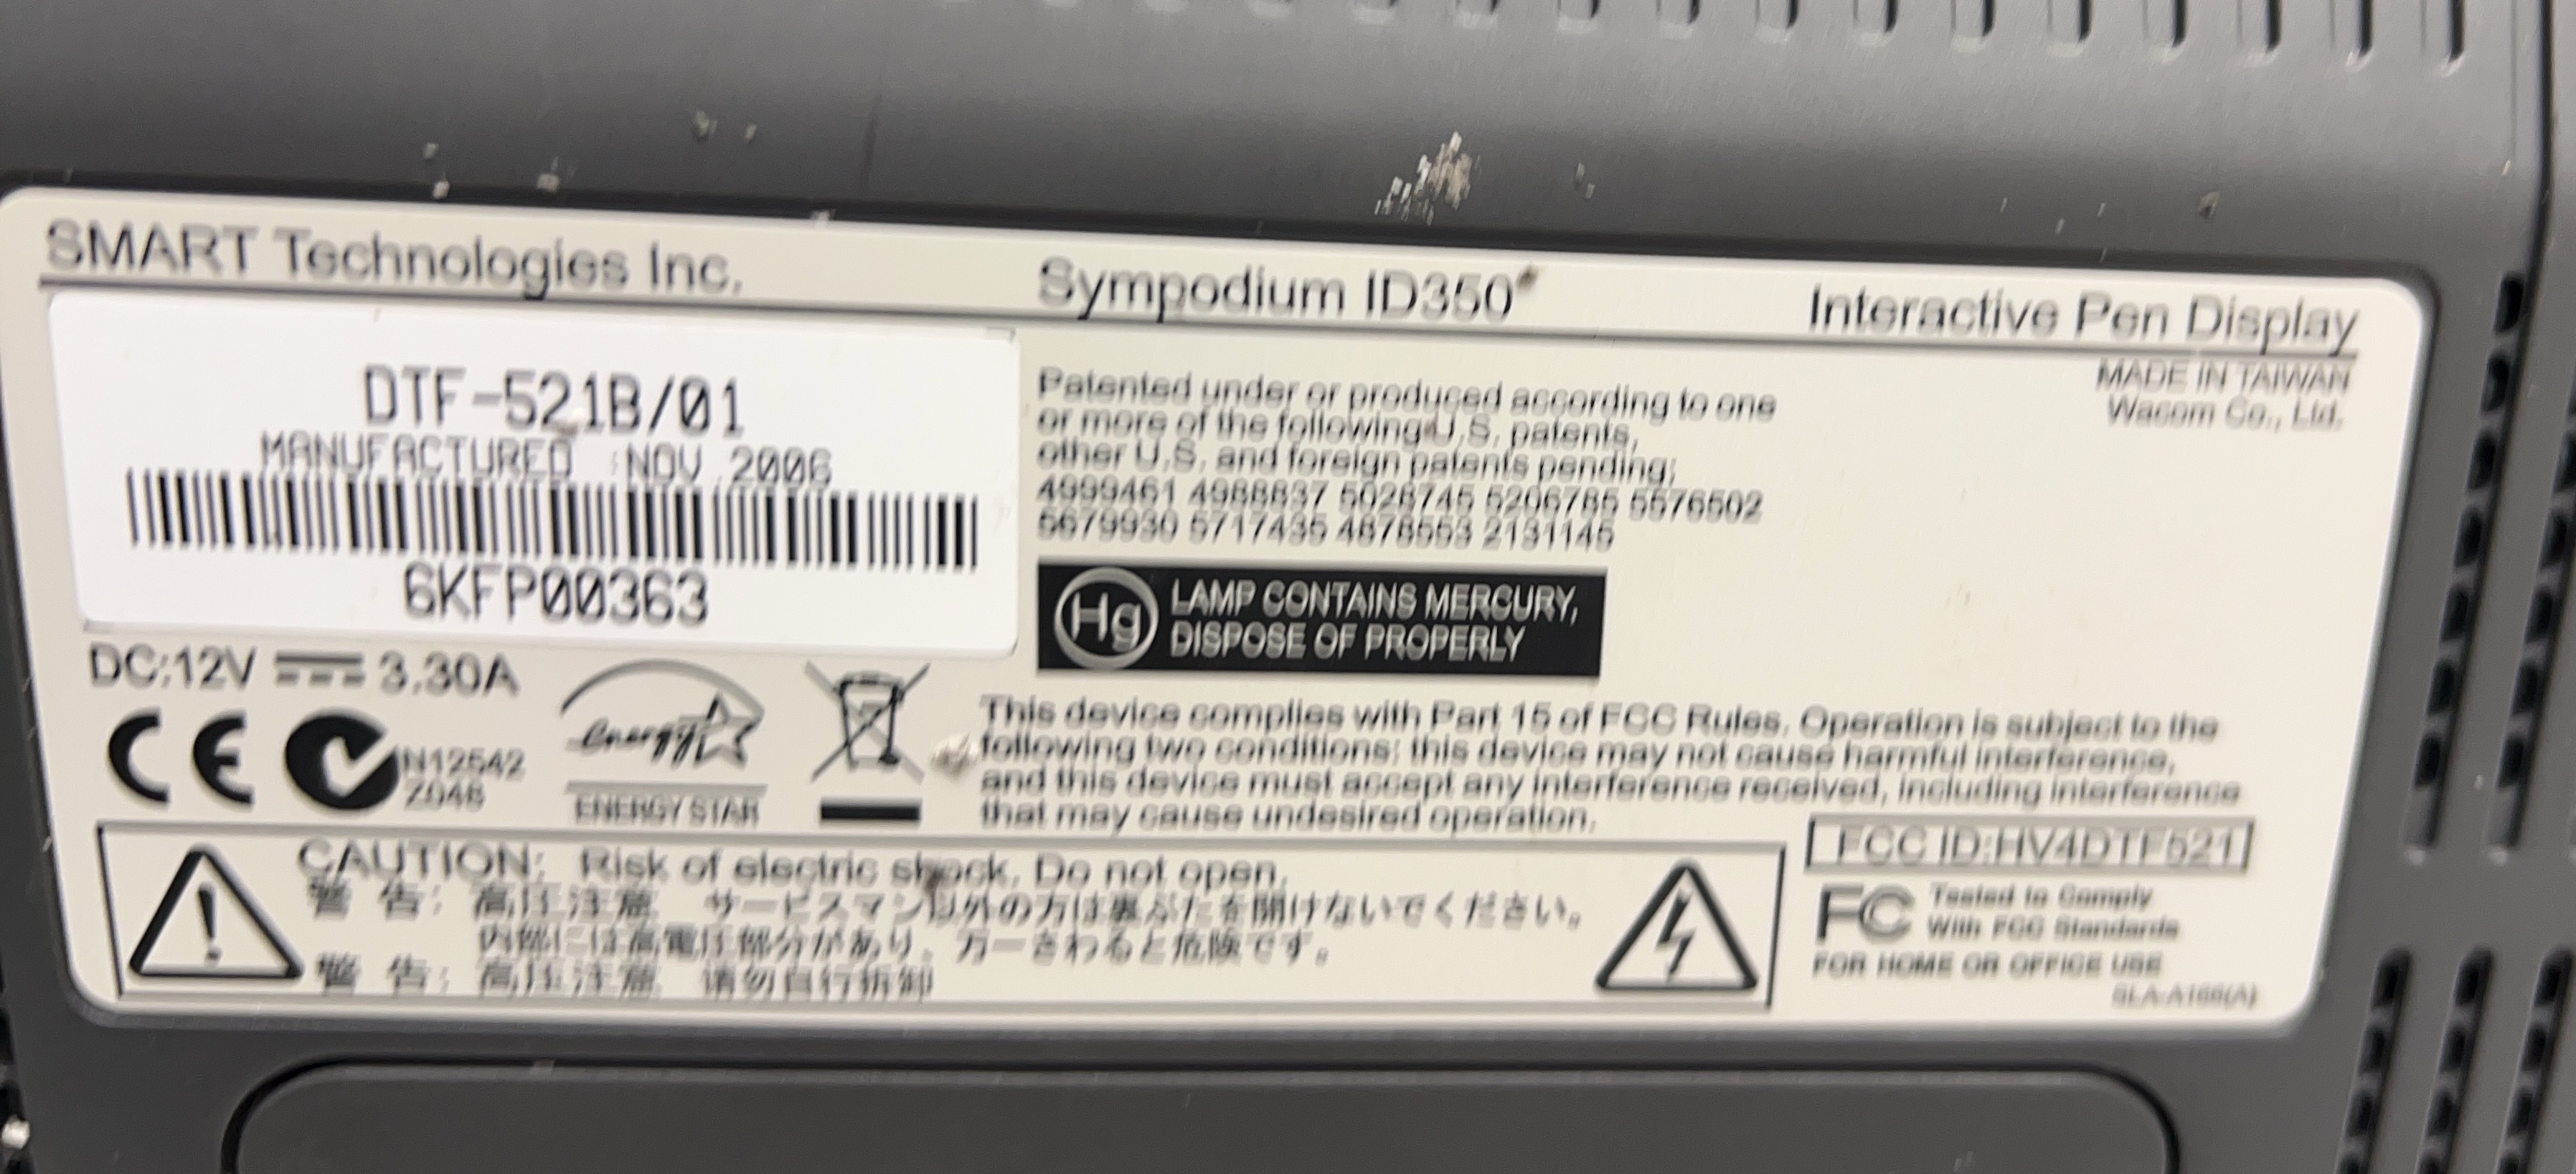 SMART Technologies Inc.
Sympodium ID350
Interactive Pen Display
DTF-521B/01
MANUFACTURED : NOV 2006
6KFP00363
DC:12V 3.30A
N12542
Z046
Energy
ENERGY STAR
Patented under or produced according to one
or more of the following U.S. patents,
other U.S. and foreign patents pending;
4999461 4988837 5028745 5206785 5576502
5679930 5717435 4878553 2131145
MADE IN TAIWAN
Wacom Co., Ltd.
Hg
LAMP CONTAINS MERCURY,
DISPOSE OF PROPERLY
This device complies with Part 15 of FCC Rules. Operation is subject to the
following two conditions; this device may not cause harmful interference,
and this device must accept any interference received, including interference
that may cause undesired operation.
CAUTION: Risk of electric shock. Do not open.
警 告: 高圧注意 サービスマン以外の方は裏ぶたを開けないでください。
内部には高電圧部分があり、万一さわると危険です。
警 告: 高压注意 请勿自行拆卸
FCC ID:HV4DTF521
FC Tested to Comply
With FCC Standards
FOR HOME OR OFFICE USE
SLA-A166(A)